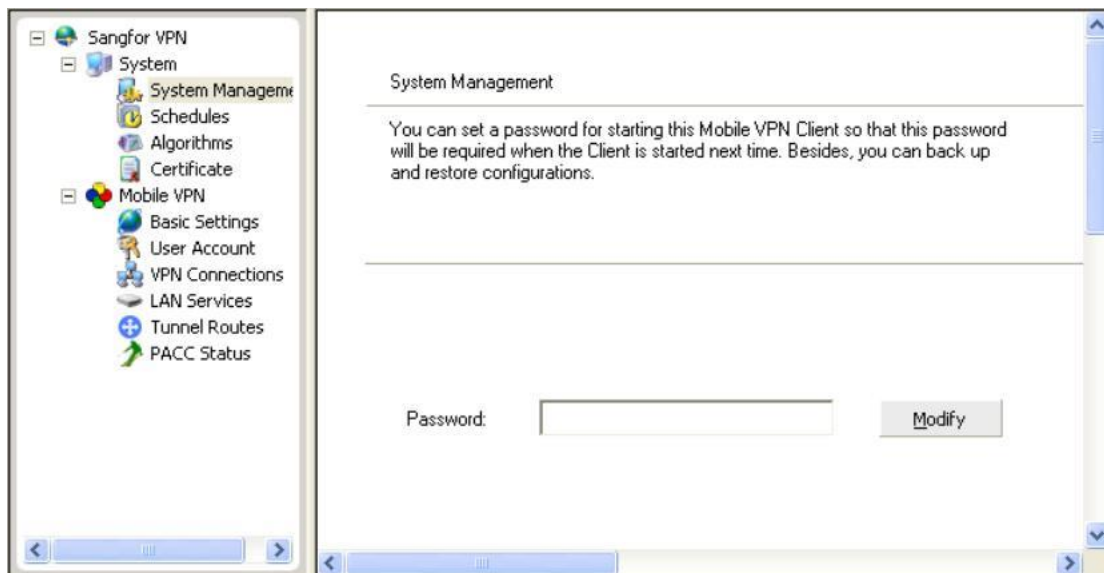 Sangfor VPN
System
System Manageme
Schedules
Algorithms
Certificate
Mobile VPN
Basic Settings
User Account
VPN Connections
LAN Services
Tunnel Routes
PACC Status
System Management
You can set a password for starting this Mobile VPN Client so that this password
will be required when the Client is started next time. Besides, you can back up
and restore configurations.
Password:
Modify